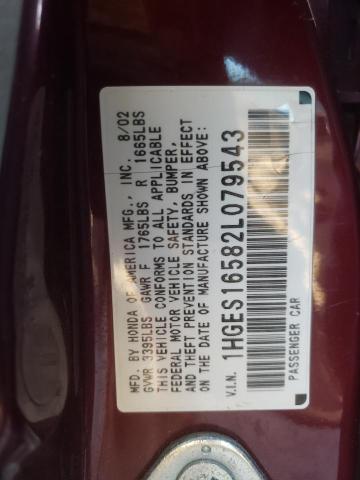 MFD. BY HONDA OF AMERICA MFG., INC. 8/02
GVWR 3395LBS GAWR F 1765LBS R 1665LBS
THIS VEHICLE CONFORMS TO ALL APPLICABLE
FEDERAL MOTOR VEHICLE SAFETY, BUMPER,
AND THEFT PREVENTION STANDARDS IN EFFECT
ON THE DATE OF MANUFACTURE SHOWN ABOVE:
V.I.N. 1HGES16582L079543
PASSENGER CAR